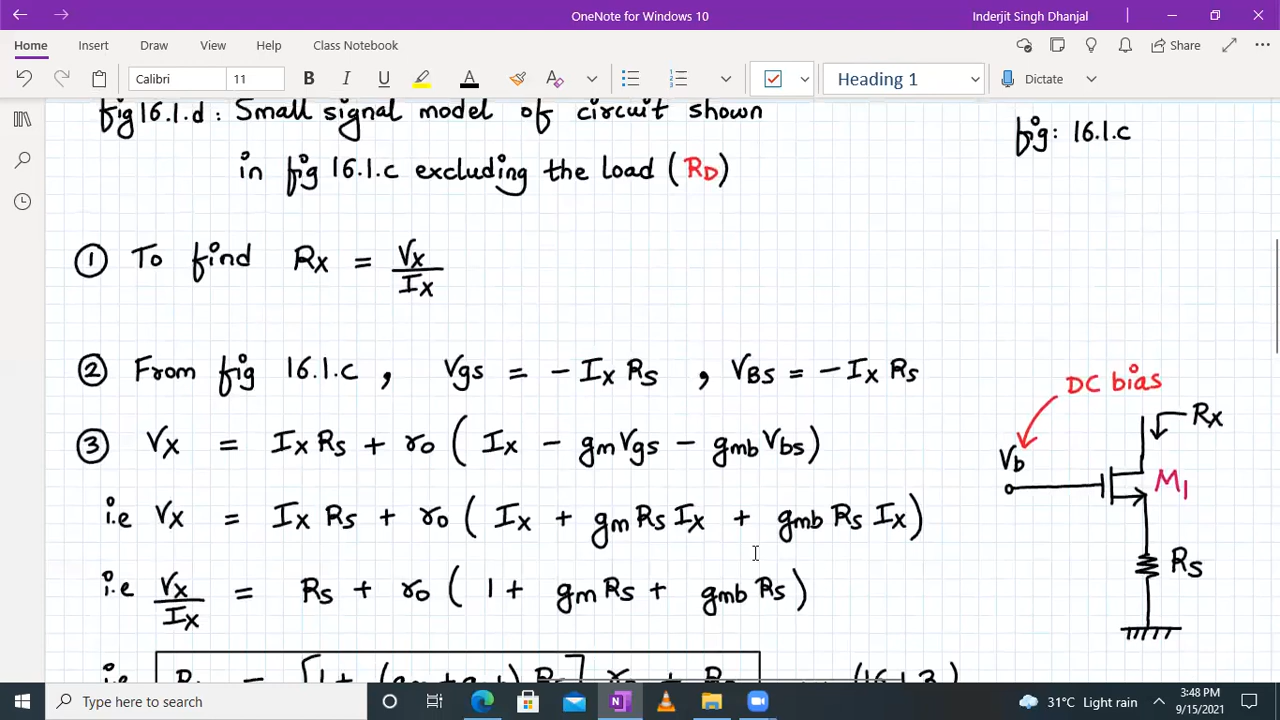 OneNote for Windows 10
Inderjit Singh Dhanjal
Home Insert Draw View Help Class Notebook Share
Calibri 11 B I U A Heading 1 Dictate
fig 16.1.d : Small signal model of circuit shown
in fig 16.1.c excluding the load (RD)
fig: 16.1.c
① To find Rx = Vx / Ix
② From fig 16.1.c , Vgs = - Ix Rs , VBS = - Ix Rs
③ Vx = Ix Rs + ro ( Ix - gm Vgs - gmb Vbs )
i.e Vx = Ix Rs + ro ( Ix + gm Rs Ix + gmb Rs Ix )
i.e Vx / Ix = Rs + ro ( 1 + gm Rs + gmb Rs )
DC bias
Rx
Vb
M1
Rs
Type here to search
31°C Light rain
3:48 PM
9/15/2021